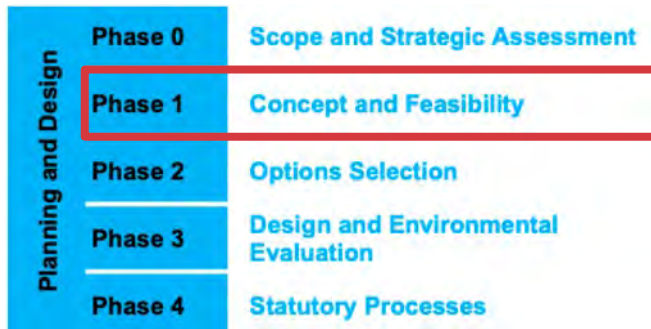 Planning and Design
Phase 0 Scope and Strategic Assessment
Phase 1 Concept and Feasibility
Phase 2 Options Selection
Phase 3 Design and Environmental
Evaluation
Phase 4 Statutory Processes